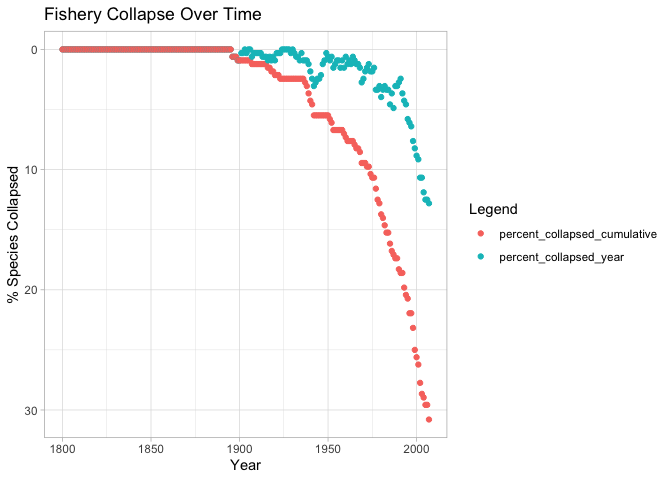 Fishery Collapse Over Time
% Species Collapsed
0
10
20
30
1800
1850
1900
1950
2000
Year
Legend
percent_collapsed_cumulative
percent_collapsed_year